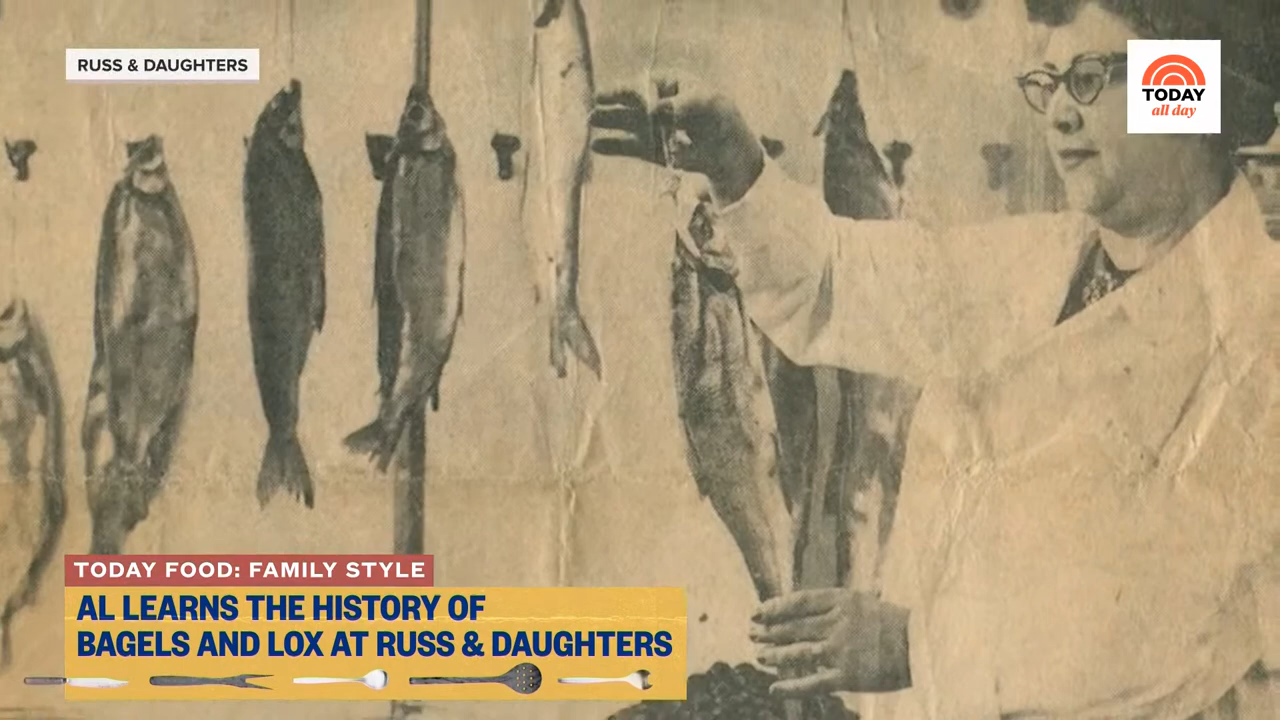 RUSS & DAUGHTERS
TODAY
all day
TODAY FOOD: FAMILY STYLE
AL LEARNS THE HISTORY OF
BAGELS AND LOX AT RUSS & DAUGHTERS